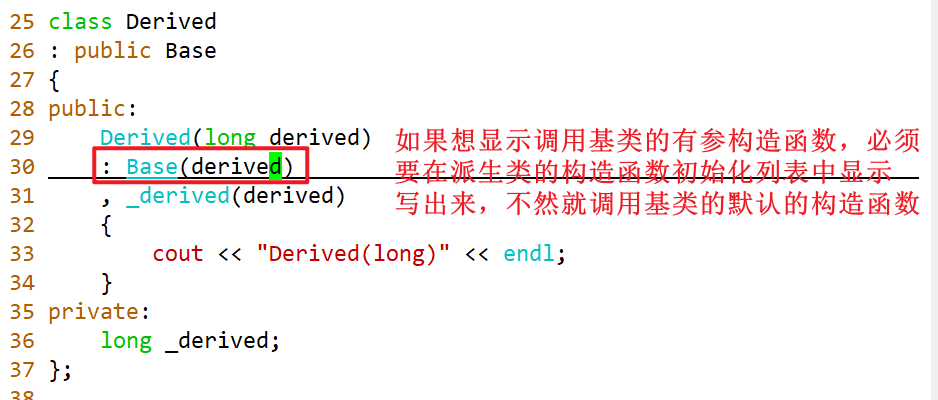 25 class Derived
26 : public Base
27 {
28 public:
29     Derived(long derived)
30     : Base(derived)
31     , _derived(derived)
32     {
33         cout << "Derived(long)" << endl;
34     }
35 private:
36     long _derived;
37 };
38
如果想显示调用基类的有参构造函数，必须
要在派生类的构造函数初始化列表中显示
写出来，不然就调用基类的默认的构造函数